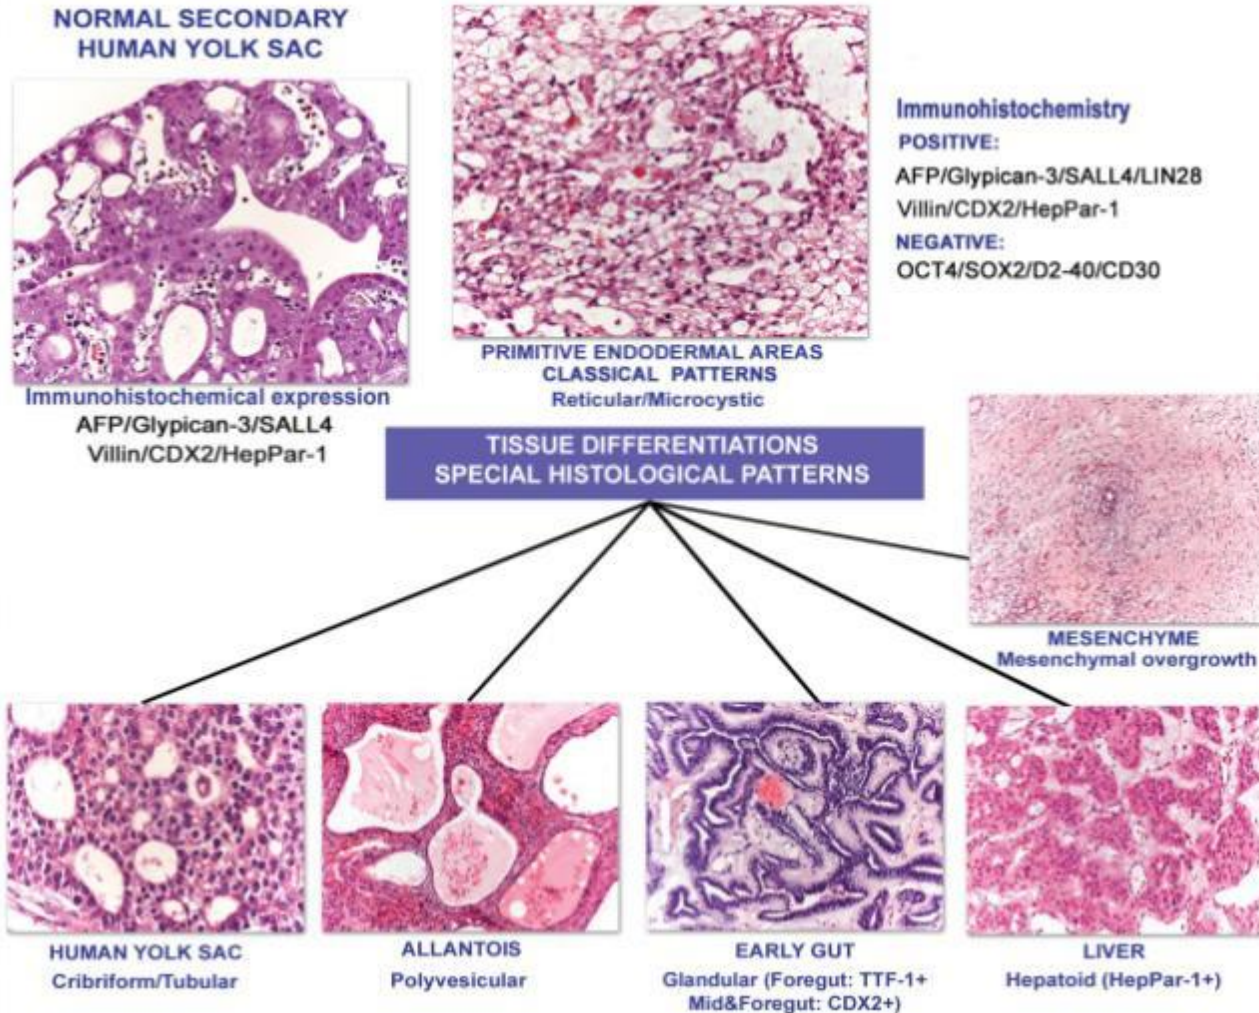 NORMAL SECONDARY
HUMAN YOLK SAC
Immunohistochemical expression
AFP/Glypican-3/SALL4
Villin/CDX2/HepPar-1
PRIMITIVE ENDODERMAL AREAS
CLASSICAL PATTERNS
Reticular/Microcystic
Immunohistochemistry
POSITIVE:
AFP/Glypican-3/SALL4/LIN28
Villin/CDX2/HepPar-1
NEGATIVE:
OCT4/SOX2/D2-40/CD30
TISSUE DIFFERENTIATIONS
SPECIAL HISTOLOGICAL PATTERNS
MESENCHYME
Mesenchymal overgrowth
HUMAN YOLK SAC
Cribriform/Tubular
ALLANTOIS
Polyvesicular
EARLY GUT
Glandular (Foregut: TTF-1+
Mid&Foregut: CDX2+)
LIVER
Hepatoid (HepPar-1+)